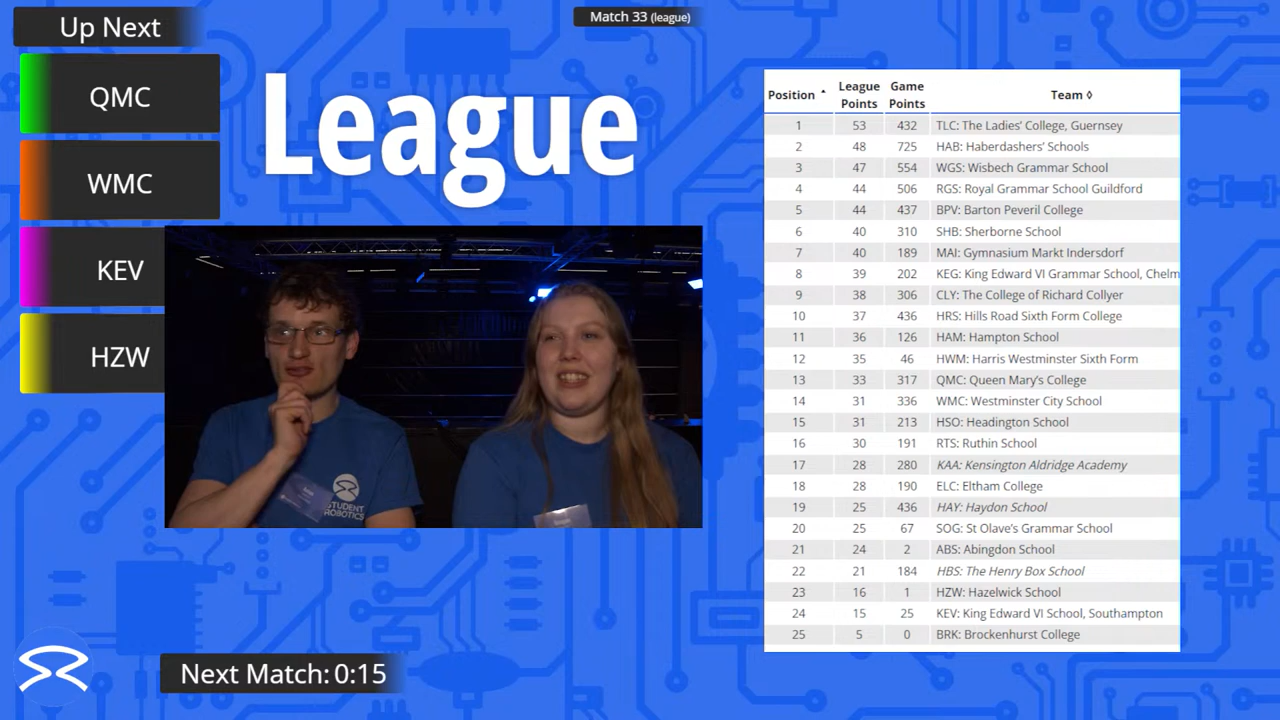 Up Next
Match 33 (league)
QMC
WMC
KEV
HZW
League
STUDENT
ROBOTICS
Next Match: 0:15
Position League Points Game Points Team ◊
1 53 432 TLC: The Ladies’ College, Guernsey
2 48 725 HAB: Haberdashers’ Schools
3 47 554 WGS: Wisbech Grammar School
4 44 506 RGS: Royal Grammar School Guildford
5 44 437 BPV: Barton Peveril College
6 40 310 SHB: Sherborne School
7 40 189 MAI: Gymnasium Markt Indersdorf
8 39 202 KEG: King Edward VI Grammar School, Chelm
9 38 306 CLY: The College of Richard Collyer
10 37 436 HRS: Hills Road Sixth Form College
11 36 126 HAM: Hampton School
12 35 46 HWM: Harris Westminster Sixth Form
13 33 317 QMC: Queen Mary’s College
14 31 336 WMC: Westminster City School
15 31 213 HSO: Headington School
16 30 191 RTS: Ruthin School
17 28 280 KAA: Kensington Aldridge Academy
18 28 190 ELC: Eltham College
19 25 436 HAY: Haydon School
20 25 67 SOG: St Olave’s Grammar School
21 24 2 ABS: Abingdon School
22 21 184 HBS: The Henry Box School
23 16 1 HZW: Hazelwick School
24 15 25 KEV: King Edward VI School, Southampton
25 5 0 BRK: Brockenhurst College